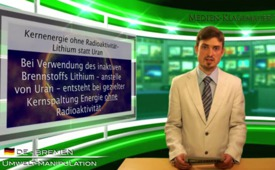 MEDIEN-KLAGEMAUER
Kernenergie ohne Radioaktivität-
Lithium statt Uran
Bei Verwendung des inaktiven
Brennstoffs Lithium – anstelle
von Uran – entsteht bei gezielter
Kernspaltung Energie ohne
Radioaktivität
DE - BREMEN
UMWELT-MANIPULATION